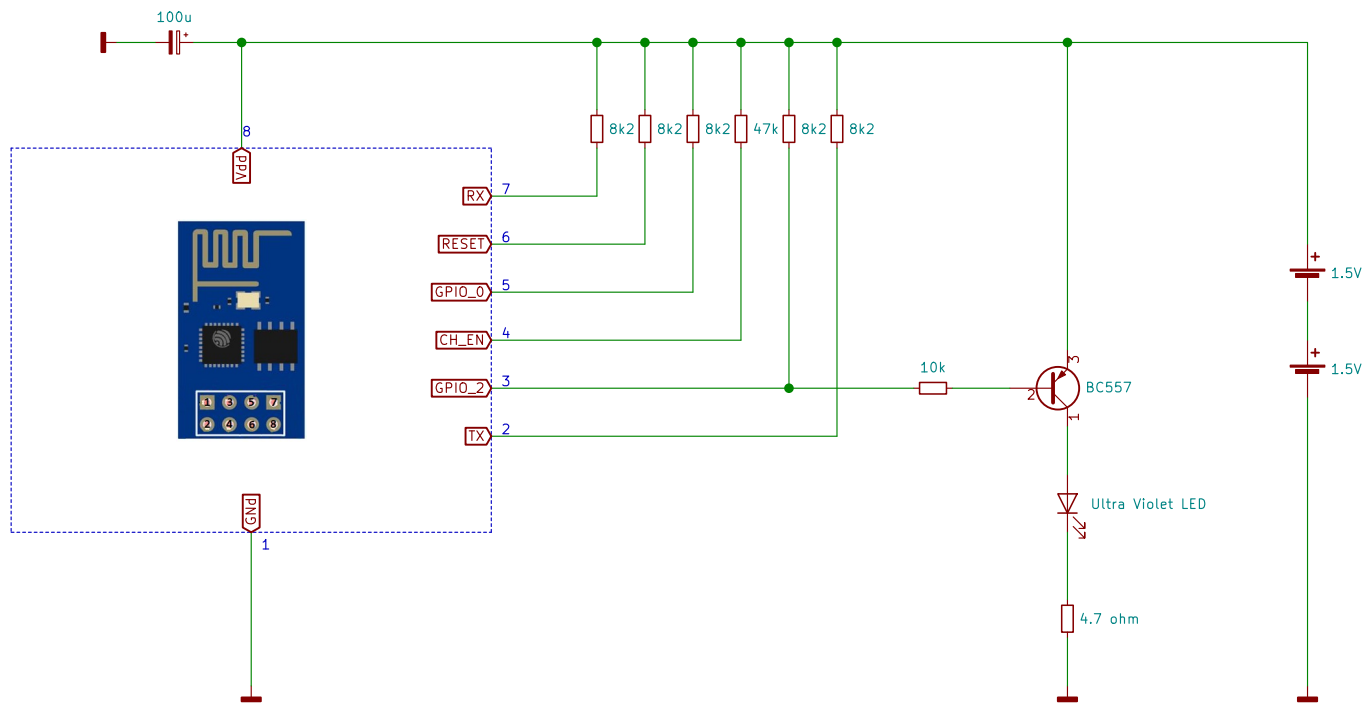 100u
8
Vdd
8k2 8k2 8k2 47k 8k2 8k2
RX 7
RESET 6
GPIO_0 5
CH_EN 4
GPIO_2 3
TX 2
1 3 5 7
2 4 6 8
GND
1
10k
3
2
BC557
1
Ultra Violet LED
4.7 ohm
+
1.5V
+
1.5V